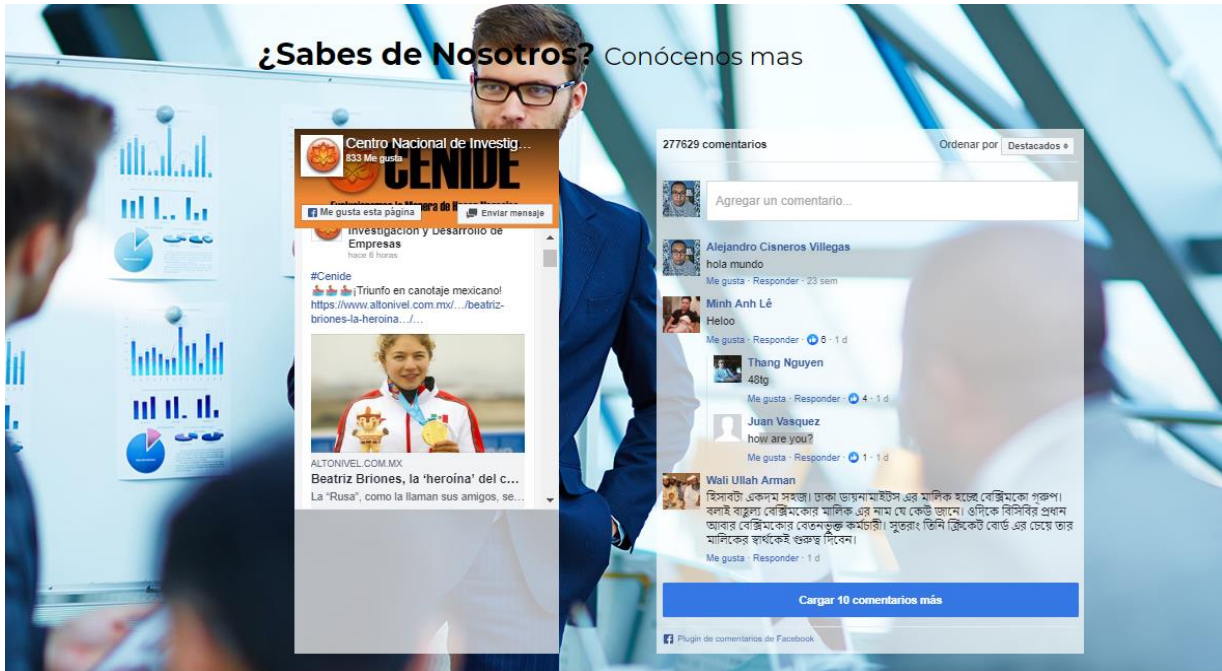 ¿Sabes de Nosotros? Conócenos mas
Centro Nacional de Investig...
833 Me gusta
CENIDE
Me gusta esta página
Enviar mensaje
Investigación y Desarrollo de
Empresas
hace 6 horas
#Cenide
¡Triunfo en canotaje mexicano!
https://www.altonivel.com.mx/.../beatriz-
briones-la-heroina.../...
ALTONIVEL.COM.MX
Beatriz Briones, la ‘heroína’ del c...
La “Rusa”, como la llaman sus amigos, se...
277629 comentarios
Ordenar por Destacados
Agregar un comentario...
Alejandro Cisneros Villegas
hola mundo
Me gusta · Responder · 23 sem
Minh Anh Lê
Heloo
Me gusta · Responder · 6 · 1 d
Thang Nguyen
48tg
Me gusta · Responder · 4 · 1 d
Juan Vasquez
how are you?
Me gusta · Responder · 1 · 1 d
Wali Ullah Arman
হিসাবটা একদম সহজ। ঢাকা ডায়নামাইটস এর মালিক হচ্ছে বেক্সিমকো গ্রুপ।
বলাই বাহুল্য বেক্সিমকোর মালিক এর নাম যে কেউ জানে। ওদিকে বিসিবির প্রধান
আবার বেক্সিমকোর বেতনভুক্ত কর্মচারী। সুতরাং তিনি ক্রিকেট বোর্ড এর চেয়ে তার
মালিকের স্বার্থকেই গুরুত্ব দিবেন।
Me gusta · Responder · 1 d
Cargar 10 comentarios más
Plugin de comentarios de Facebook